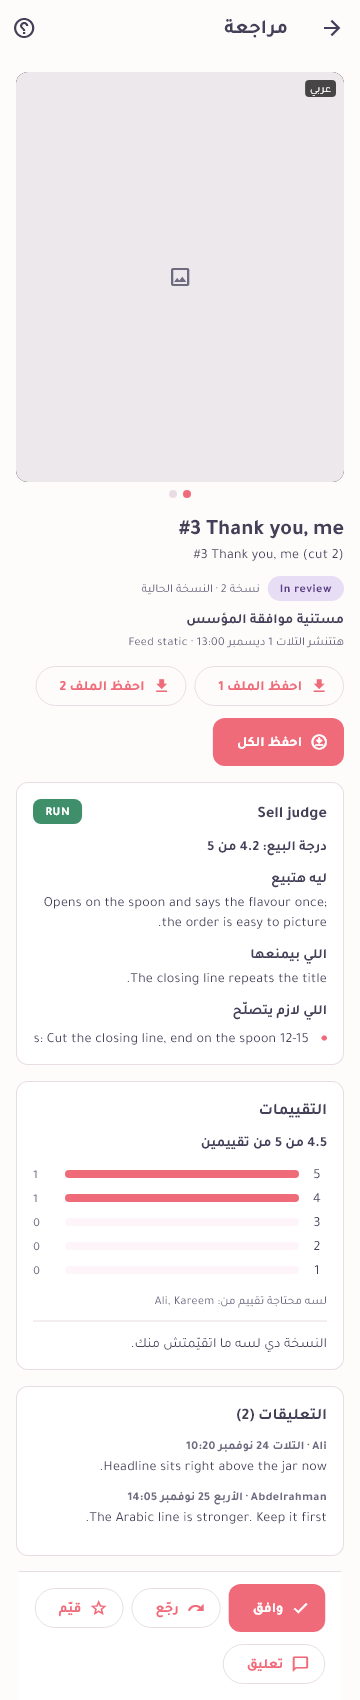 مراجعة
عربي
#3 Thank you, me
#3 Thank you, me (cut 2)
In review نسخة 2 · النسخة الحالية
مستنية موافقة المؤسس
هتتنشر التلات 1 ديسمبر 13:00 · Feed static
احفظ الملف 1 احفظ الملف 2
احفظ الكل
Sell judge RUN
درجة البيع: 4.2 من 5
ليه هتبيع
Opens on the spoon and says the flavour once;
the order is easy to picture.
اللي بيمنعها
The closing line repeats the title.
اللي لازم يتصلّح
12-15 s: Cut the closing line, end on the spoon
التقييمات
4.5 من 5 من تقييمين
5 1
4 1
3 0
2 0
1 0
لسه محتاجة تقييم من: Ali, Kareem
النسخة دي لسه ما اتقيّمتش منك.
التعليقات (2)
Ali · التلات 24 نوفمبر 10:20
Headline sits right above the jar now.
Abdelrahman · الأربع 25 نوفمبر 14:05
The Arabic line is stronger. Keep it first.
وافق رجّع قيّم
تعليق